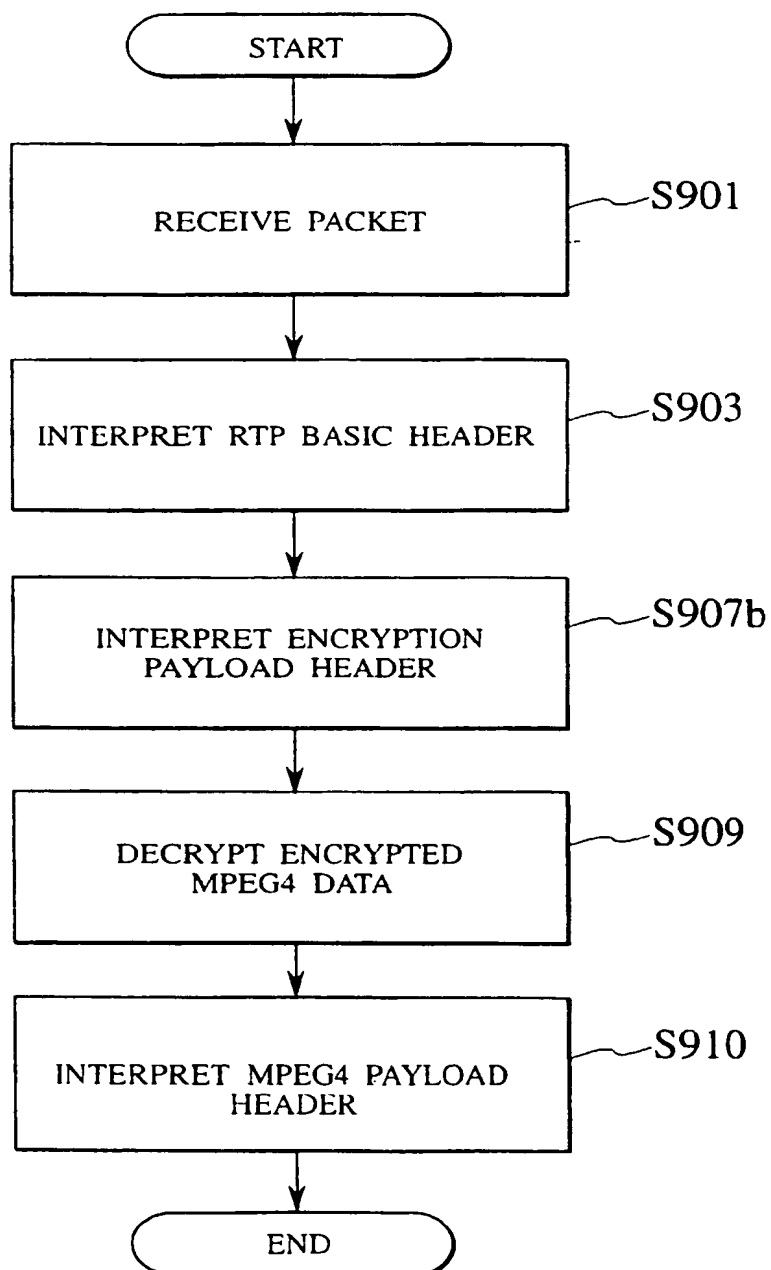 START
RECEIVE PACKET
S901
INTERPRET RTP BASIC HEADER
S903
INTERPRET ENCRYPTION
PAYLOAD HEADER
S907b
DECRYPT ENCRYPTED
MPEG4 DATA
S909
INTERPRET MPEG4 PAYLOAD
HEADER
S910
END